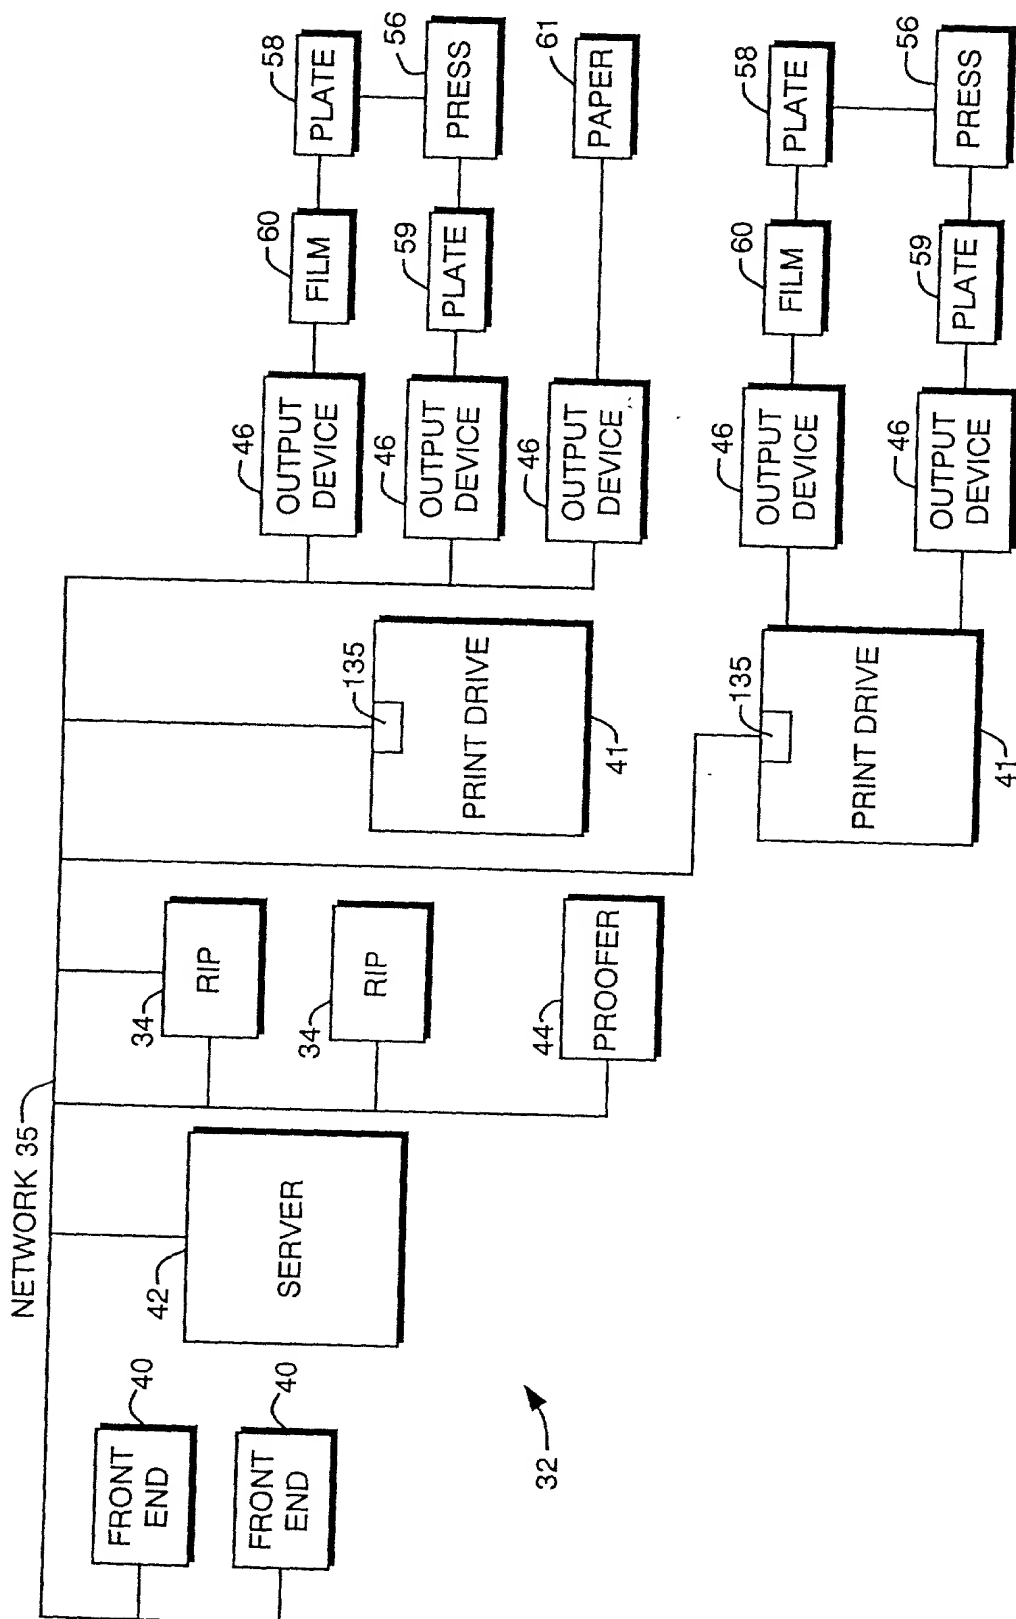 NETWORK 35
FRONT
END
40
FRONT
END
40
42
SERVER
32
34
RIP
34
RIP
44
PROOFER
135
PRINT DRIVE
41
135
PRINT DRIVE
41
46
OUTPUT
DEVICE
60
FILM
58
PLATE
46
OUTPUT
DEVICE
59
PLATE
56
PRESS
46
OUTPUT
DEVICE
61
PAPER
46
OUTPUT
DEVICE
60
FILM
58
PLATE
46
OUTPUT
DEVICE
59
PLATE
56
PRESS